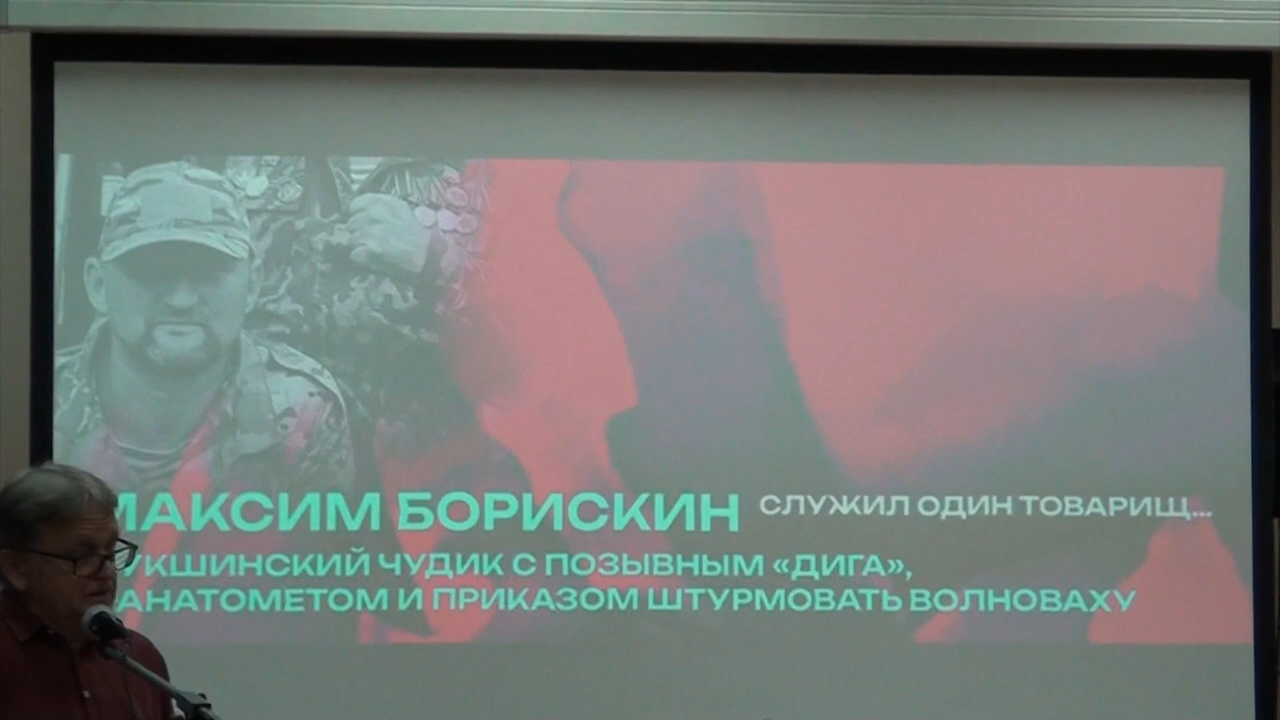 МАКСИМ БОРИСКИН СЛУЖИЛ ОДИН ТОВАРИЩ...
ЧУДИК С ПОЗЫВНЫМ «ДИГА»,
И ПРИКАЗОМ ШТУРМОВАТЬ ВОЛНОВАХУ